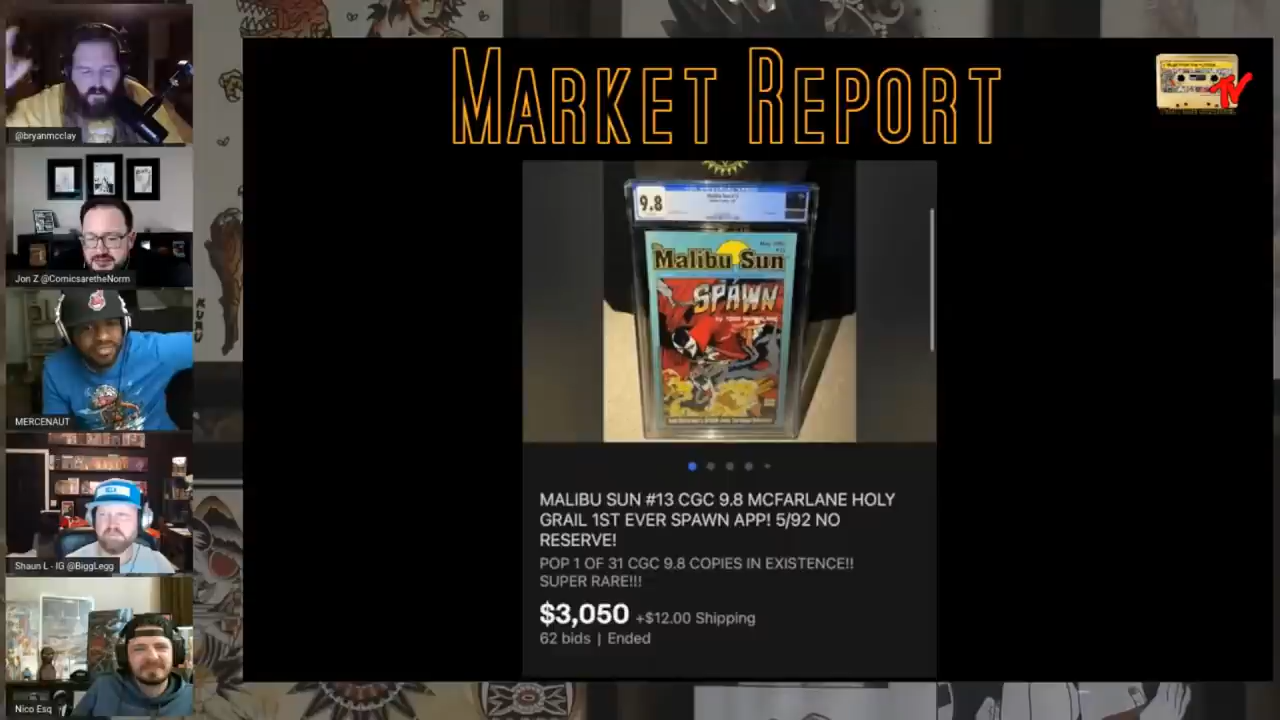 MARKET REPORT
TV
@bryanmcclay
Jon Z @ComicsaretheNorm
MERCENAUT
Shaun L - IG @BiggLegg
Nico Esq
9.8
Malibu Sun
SPAWN
MALIBU SUN #13 CGC 9.8 MCFARLANE HOLY
GRAIL 1ST EVER SPAWN APP! 5/92 NO
RESERVE!
POP 1 OF 31 CGC 9.8 COPIES IN EXISTENCE!!
SUPER RARE!!!
$3,050 +$12.00 Shipping
62 bids | Ended